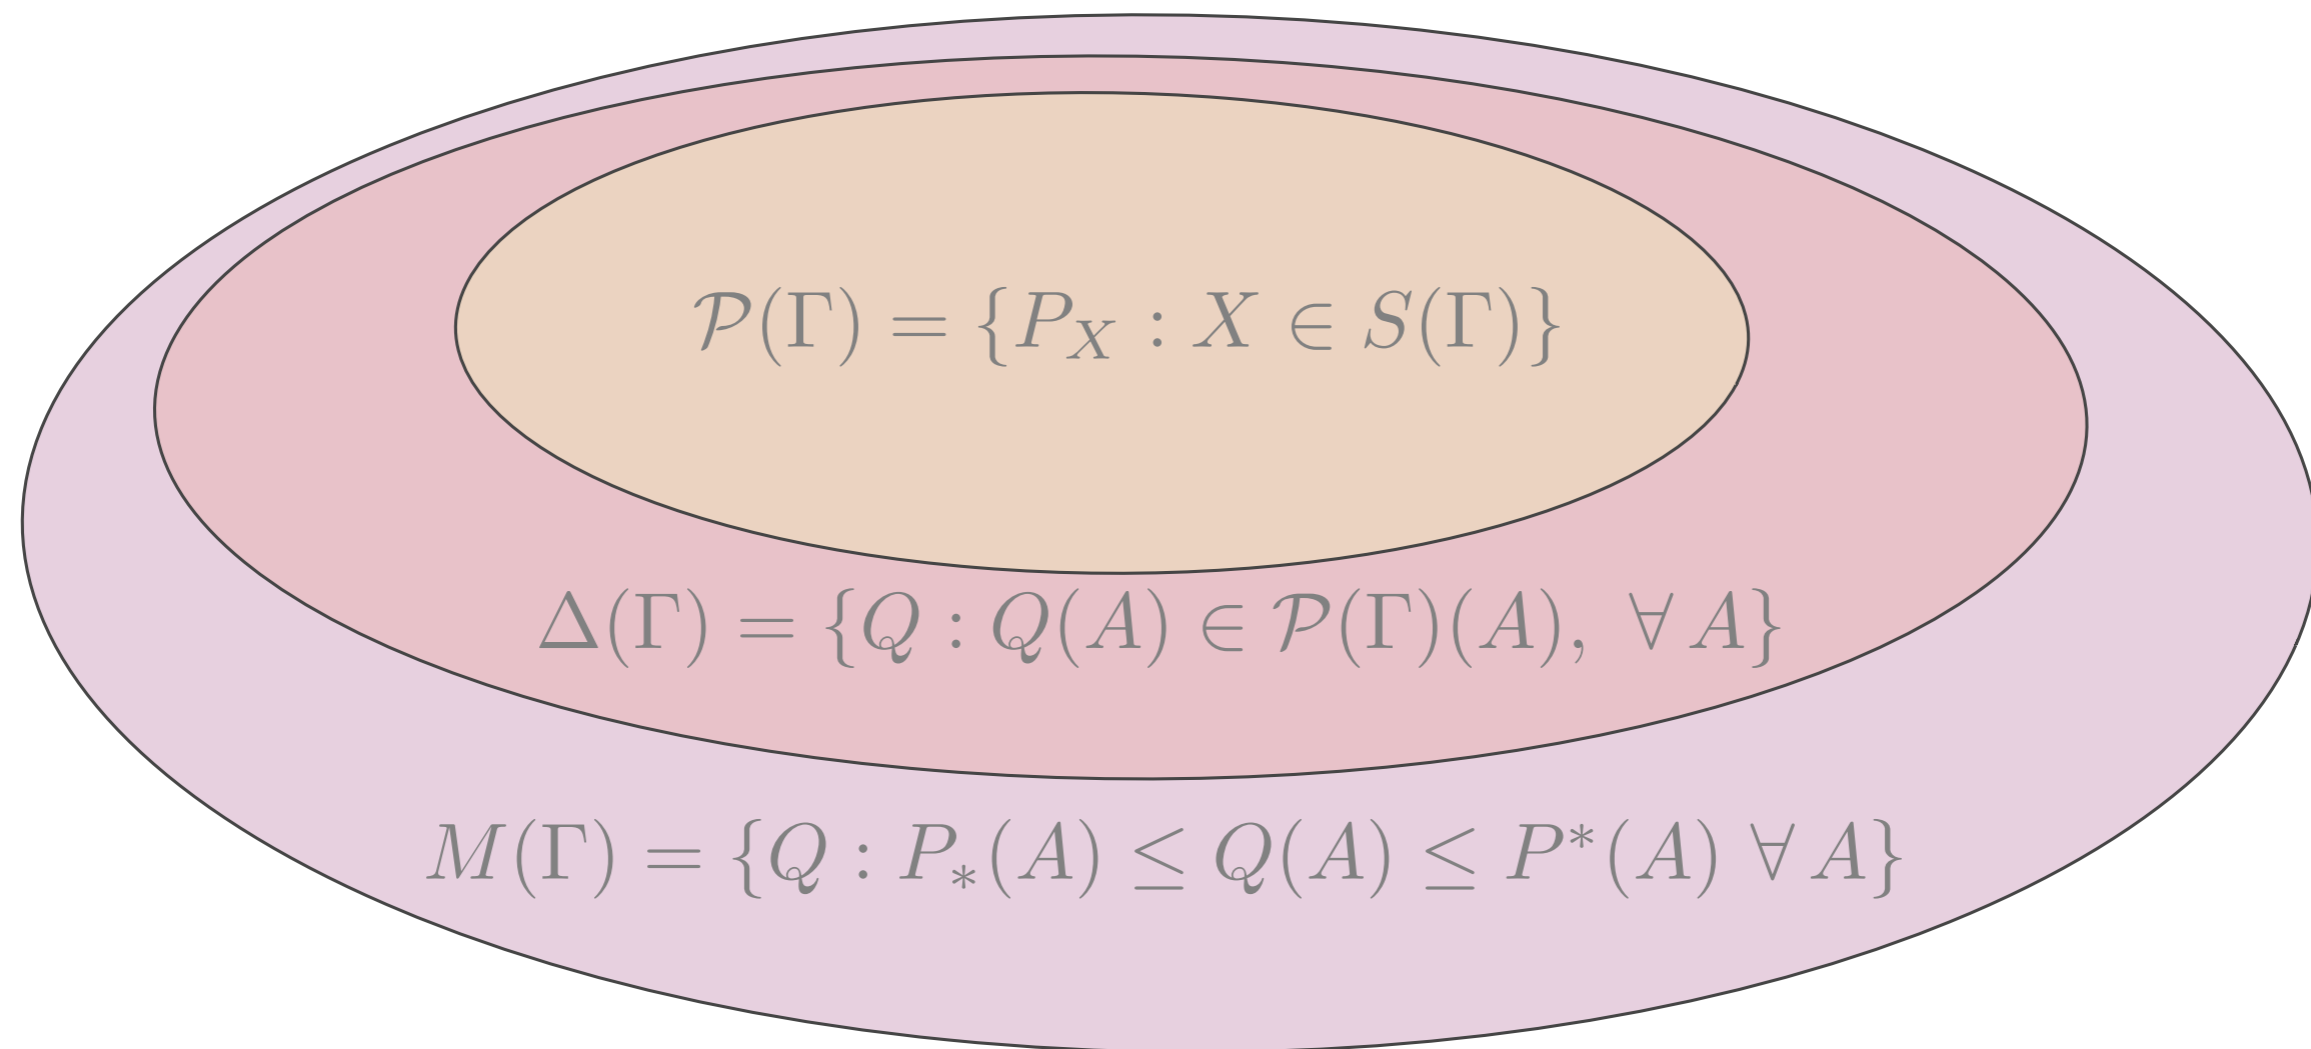 𝒫(Γ) = {P_X : X ∈ S(Γ)}
Δ(Γ) = {Q : Q(A) ∈ 𝒫(Γ)(A), ∀ A}
M(Γ) = {Q : P_*(A) ≤ Q(A) ≤ P^*(A) ∀ A}